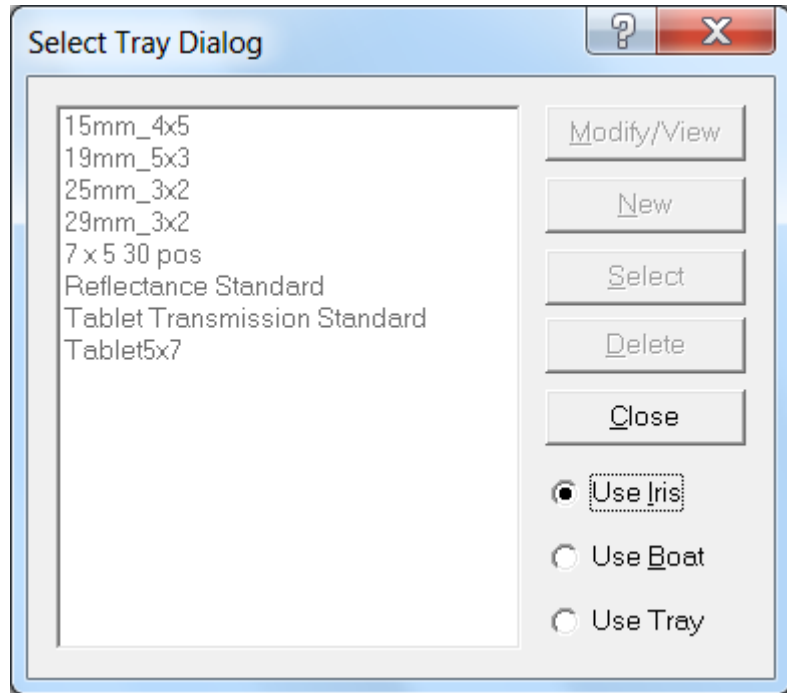 Select Tray Dialog
15mm_4x5
19mm_5x3
25mm_3x2
29mm_3x2
7 x 5 30 pos
Reflectance Standard
Tablet Transmission Standard
Tablet5x7
Modify/View
New
Select
Delete
Close
Use Iris
Use Boat
Use Tray